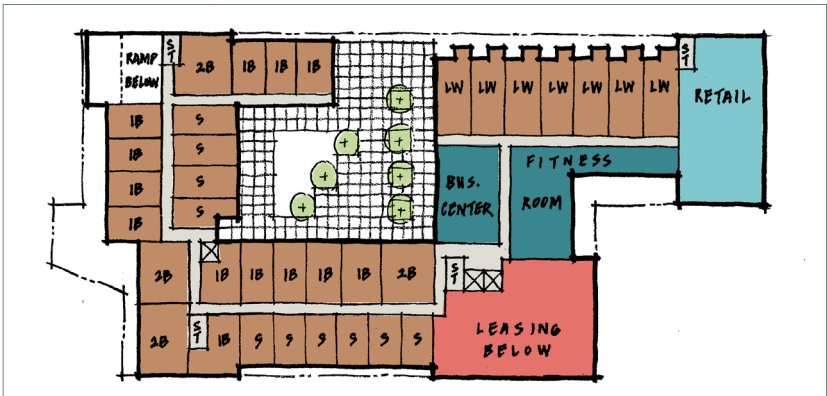 RAMP
BELOW
ST
2B
1B
1B
1B
LW
LW
LW
LW
LW
LW
LW
ST
RETAIL
1B
1B
1B
1B
S
S
S
S
BUS.
CENTER
FITNESS
ROOM
2B
1B
1B
1B
1B
1B
2B
ST
2B
ST
1B
S
S
S
S
S
S
LEASING
BELOW